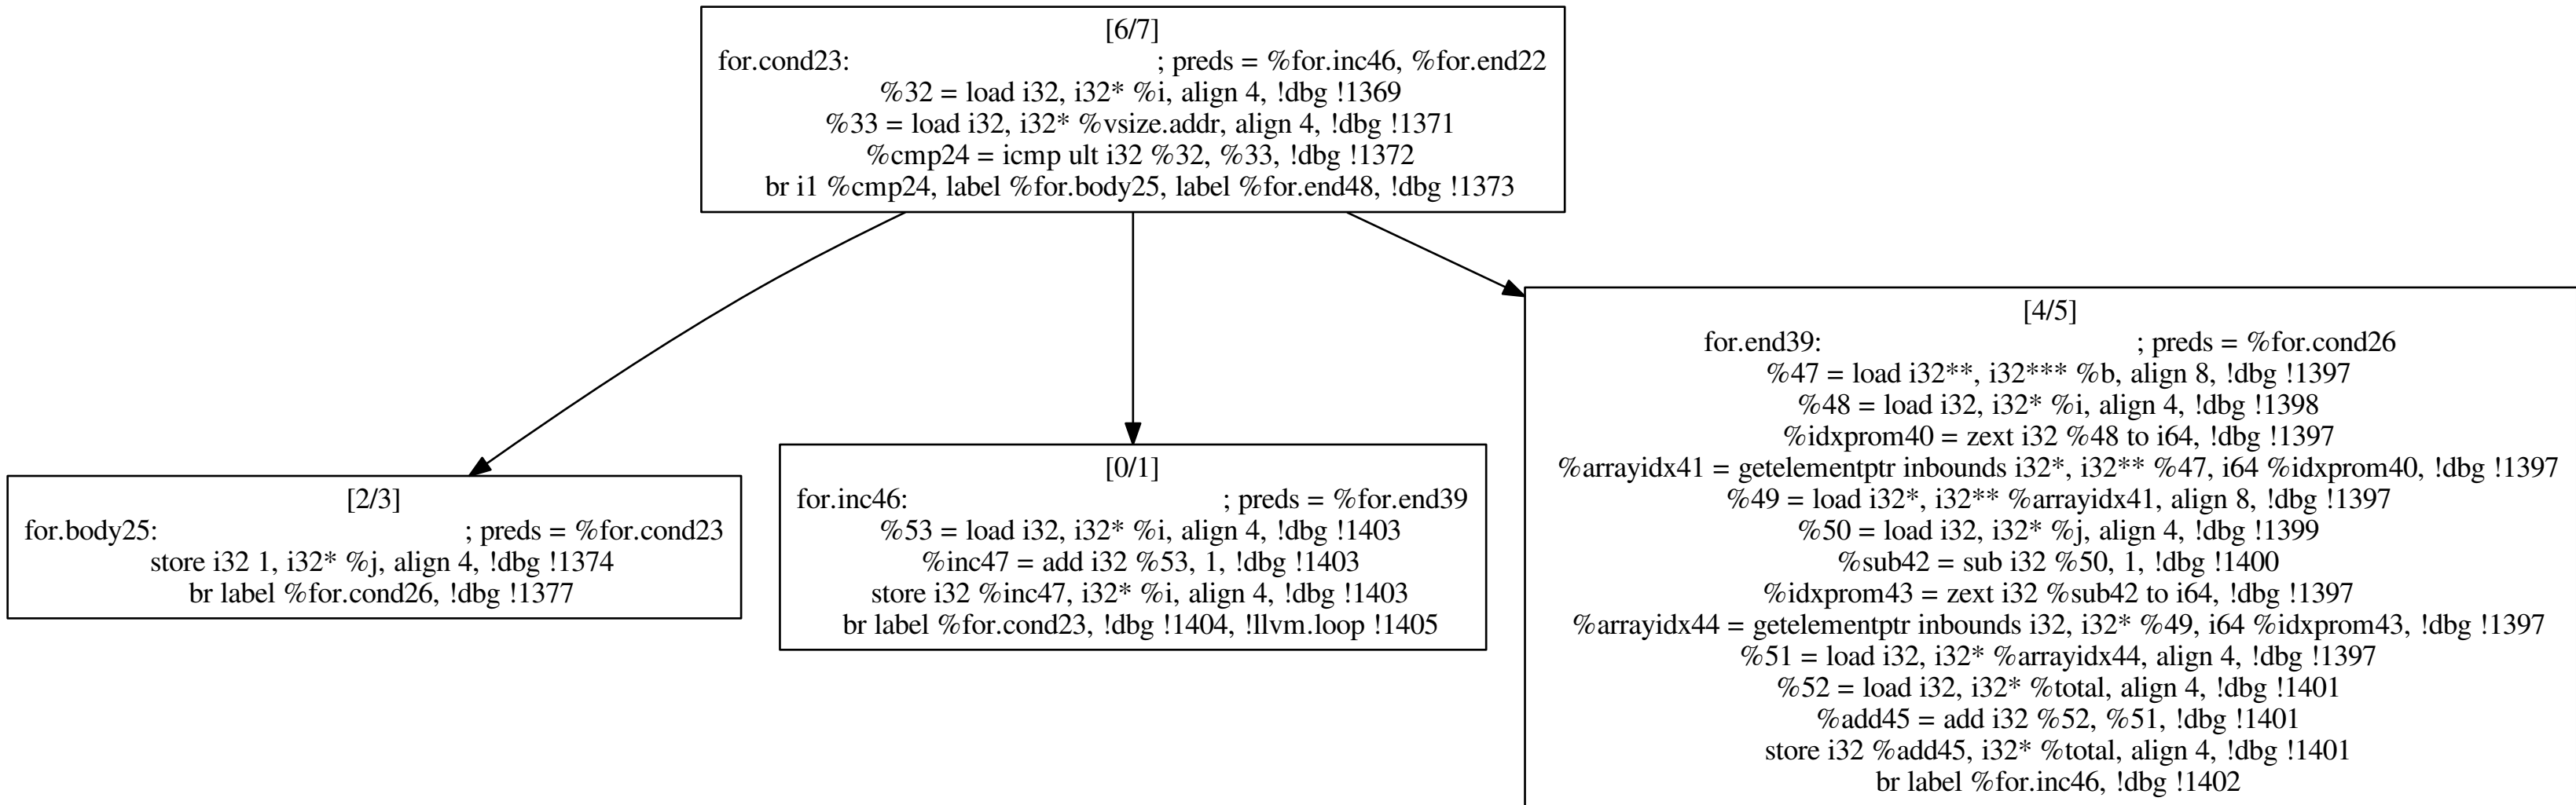 [6/7]
for.cond23: ; preds = %for.inc46, %for.end22
%32 = load i32, i32* %i, align 4, !dbg !1369
%33 = load i32, i32* %vsize.addr, align 4, !dbg !1371
%cmp24 = icmp ult i32 %32, %33, !dbg !1372
br i1 %cmp24, label %for.body25, label %for.end48, !dbg !1373
[2/3]
for.body25: ; preds = %for.cond23
store i32 1, i32* %j, align 4, !dbg !1374
br label %for.cond26, !dbg !1377
[0/1]
for.inc46: ; preds = %for.end39
%53 = load i32, i32* %i, align 4, !dbg !1403
%inc47 = add i32 %53, 1, !dbg !1403
store i32 %inc47, i32* %i, align 4, !dbg !1403
br label %for.cond23, !dbg !1404, !llvm.loop !1405
[4/5]
for.end39: ; preds = %for.cond26
%47 = load i32**, i32*** %b, align 8, !dbg !1397
%48 = load i32, i32* %i, align 4, !dbg !1398
%idxprom40 = zext i32 %48 to i64, !dbg !1397
%arrayidx41 = getelementptr inbounds i32*, i32** %47, i64 %idxprom40, !dbg !1397
%49 = load i32*, i32** %arrayidx41, align 8, !dbg !1397
%50 = load i32, i32* %j, align 4, !dbg !1399
%sub42 = sub i32 %50, 1, !dbg !1400
%idxprom43 = zext i32 %sub42 to i64, !dbg !1397
%arrayidx44 = getelementptr inbounds i32, i32* %49, i64 %idxprom43, !dbg !1397
%51 = load i32, i32* %arrayidx44, align 4, !dbg !1397
%52 = load i32, i32* %total, align 4, !dbg !1401
%add45 = add i32 %52, %51, !dbg !1401
store i32 %add45, i32* %total, align 4, !dbg !1401
br label %for.inc46, !dbg !1402